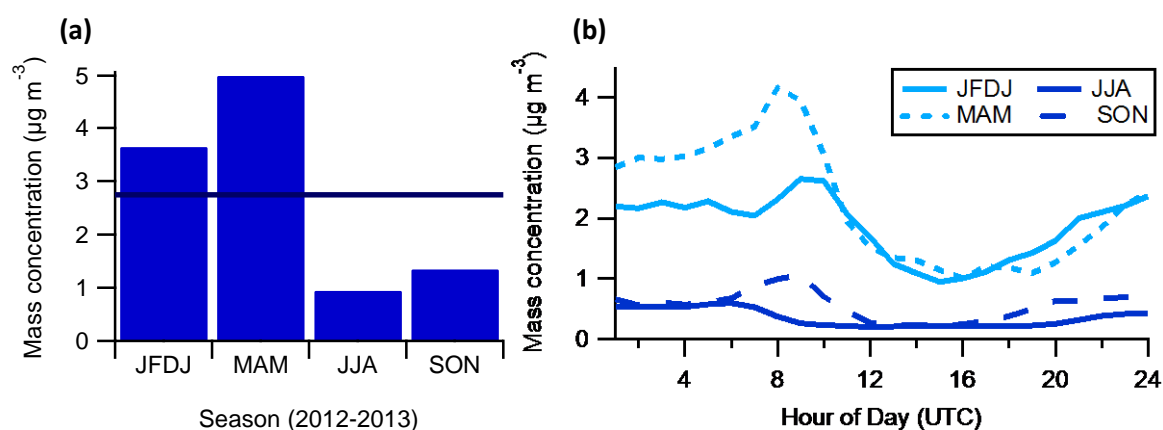 (a)
Mass concentration (µg m⁻³)
5
4
3
2
1
0
JFDJ MAM JJA SON
Season (2012-2013)
(b)
Mass concentration (µg m⁻³)
4
3
2
1
0
JFDJ JJA
MAM SON
4 8 12 16 20 24
Hour of Day (UTC)